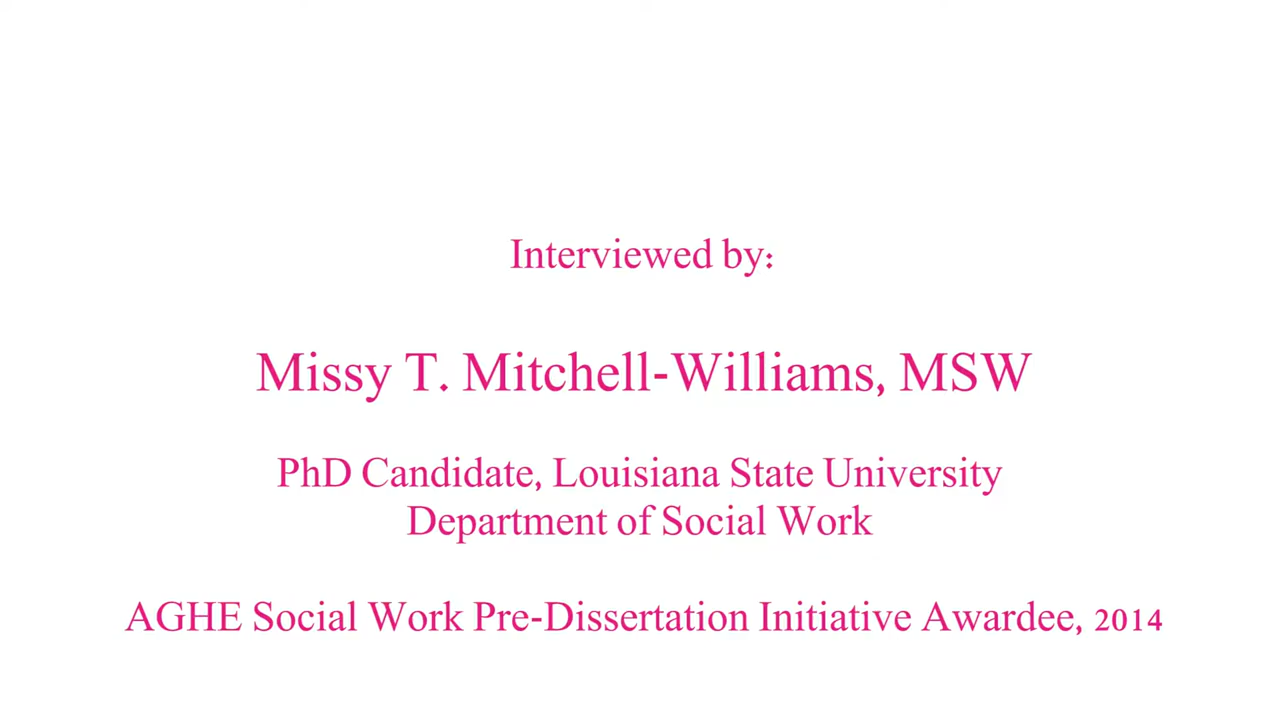 Interviewed by:
Missy T. Mitchell-Williams, MSW
PhD Candidate, Louisiana State University
Department of Social Work
AGHE Social Work Pre-Dissertation Initiative Awardee, 2014